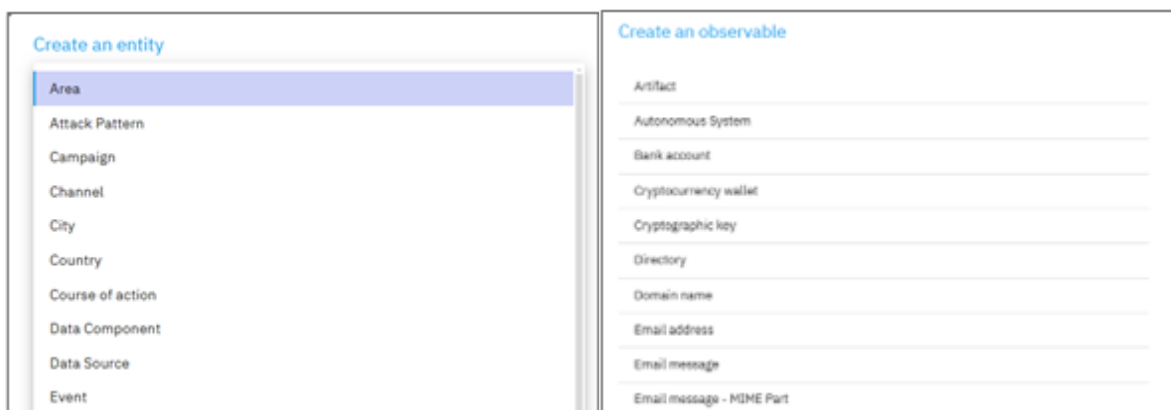 Create an entity
Area
Attack Pattern
Campaign
Channel
City
Country
Course of action
Data Component
Data Source
Event
Create an observable
Artifact
Autonomous System
Bank account
Cryptocurrency wallet
Cryptographic key
Directory
Domain name
Email address
Email message
Email message - MIME Part